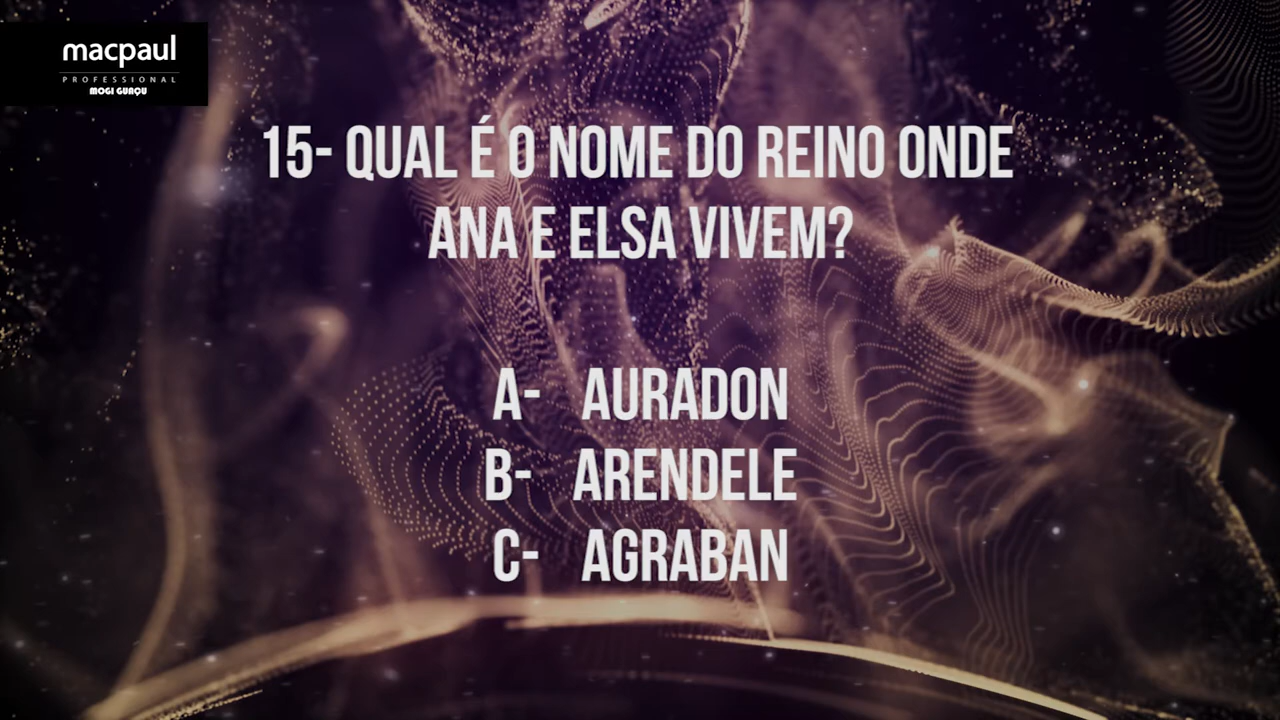 macpaul
PROFESSIONAL
MOGI GUAÇU
15- QUAL É O NOME DO REINO ONDE
ANA E ELSA VIVEM?
A- AURADON
B- ARENDELE
C- AGRABAN